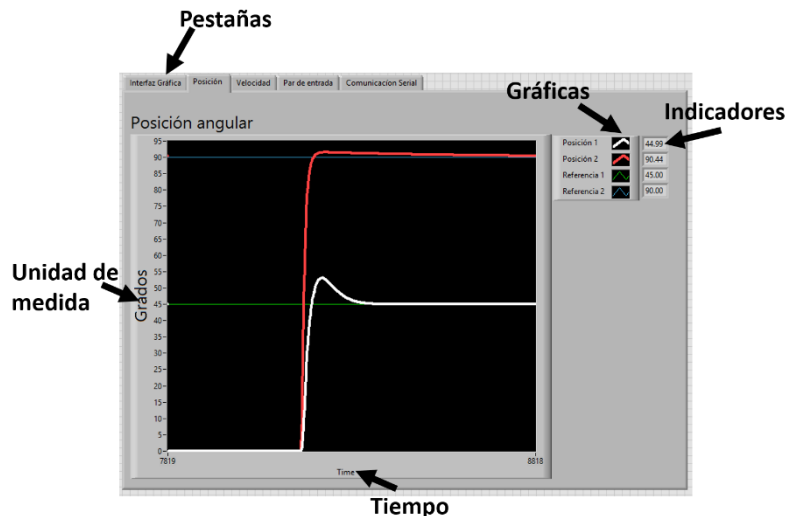 Pestañas
Interfaz Gráfica Posición Velocidad Par de entrada Comunicacion Serial
Gráficas
Indicadores
Posición angular
Posición 1 44.99
Posición 2 90.44
Referencia 1 45.00
Referencia 2 90.00
Unidad de
medida
Grados
95
90
85
80
75
70
65
60
55
50
45
40
35
30
25
20
15
10
5
0
7819 8818
Time
Tiempo